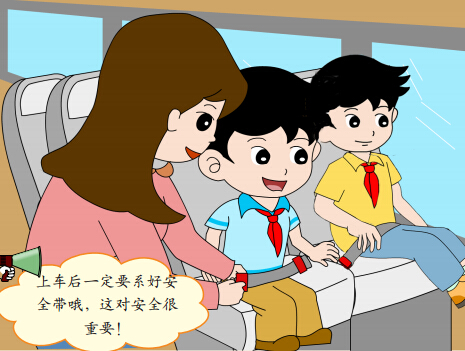 上车后一定要系好安
全带哦，这对安全很
重要！